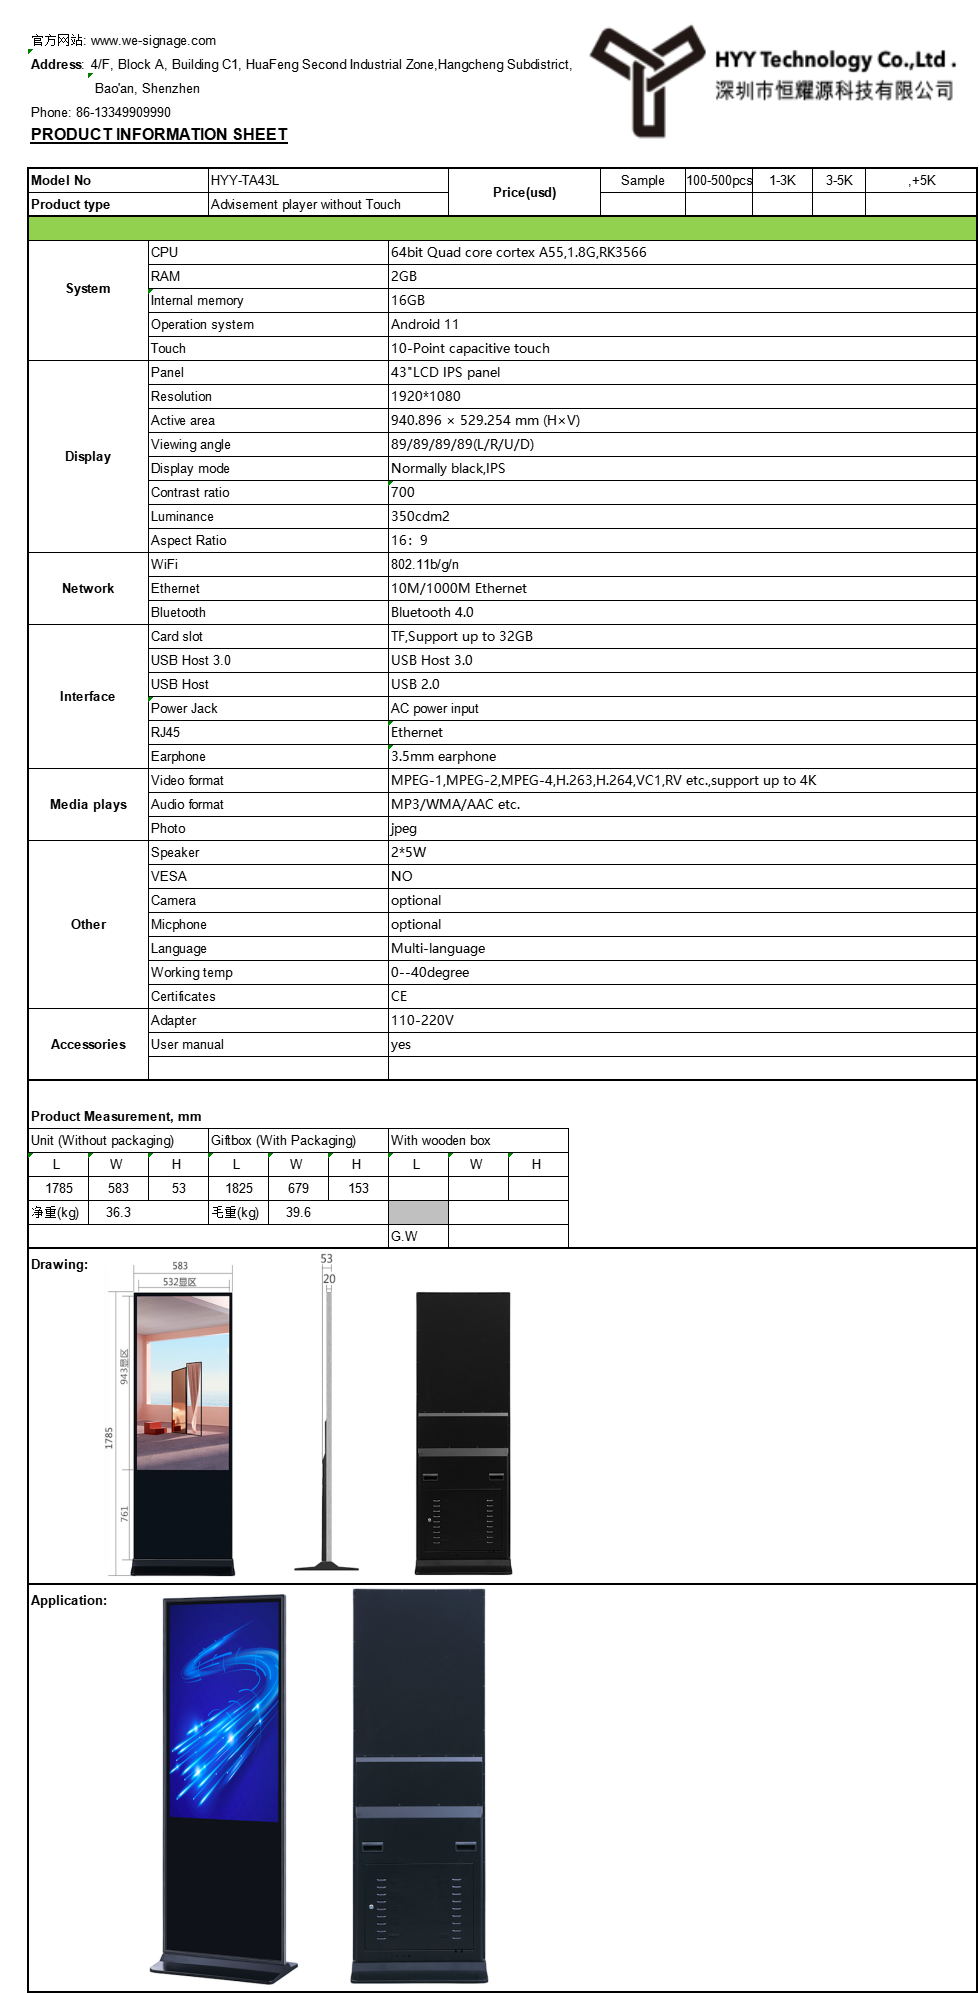 官方网站: www.we-signage.com
Address: 4/F, Block A, Building C1, HuaFeng Second Industrial Zone,Hangcheng Subdistrict,
Bao'an, Shenzhen
Phone: 86-13349909990
HYY Technology Co.,Ltd .
深圳市恒耀源科技有限公司
PRODUCT INFORMATION SHEET
Model No HYY-TA43L Price(usd) Sample 100-500pcs 1-3K 3-5K ,+5K
Product type Advisement player without Touch
System
CPU 64bit Quad core cortex A55,1.8G,RK3566
RAM 2GB
Internal memory 16GB
Operation system Android 11
Touch 10-Point capacitive touch
Display
Panel 43"LCD IPS panel
Resolution 1920*1080
Active area 940.896 × 529.254 mm (H×V)
Viewing angle 89/89/89/89(L/R/U/D)
Display mode Normally black,IPS
Contrast ratio 700
Luminance 350cdm2
Aspect Ratio 16：9
Network
WiFi 802.11b/g/n
Ethernet 10M/1000M Ethernet
Bluetooth Bluetooth 4.0
Interface
Card slot TF,Support up to 32GB
USB Host 3.0 USB Host 3.0
USB Host USB 2.0
Power Jack AC power input
RJ45 Ethernet
Earphone 3.5mm earphone
Media plays
Video format MPEG-1,MPEG-2,MPEG-4,H.263,H.264,VC1,RV etc.,support up to 4K
Audio format MP3/WMA/AAC etc.
Photo jpeg
Other
Speaker 2*5W
VESA NO
Camera optional
Micphone optional
Language Multi-language
Working temp 0--40degree
Certificates CE
Accessories
Adapter 110-220V
User manual yes
Product Measurement, mm
Unit (Without packaging) Giftbox (With Packaging) With wooden box
L W H L W H L W H
1785 583 53 1825 679 153
净重(kg) 36.3 毛重(kg) 39.6
G.W
Drawing:
583
532显区
53
20
943显区
1785
761
Application: